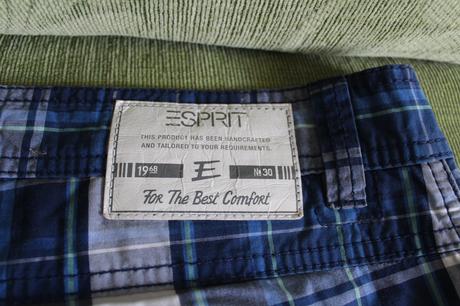 ESPRIT
THIS PRODUCT HAS BEEN HANDCRAFTED
AND TAILORED TO YOUR REQUIREMENTS.
1968 E № 30
For The Best Comfort